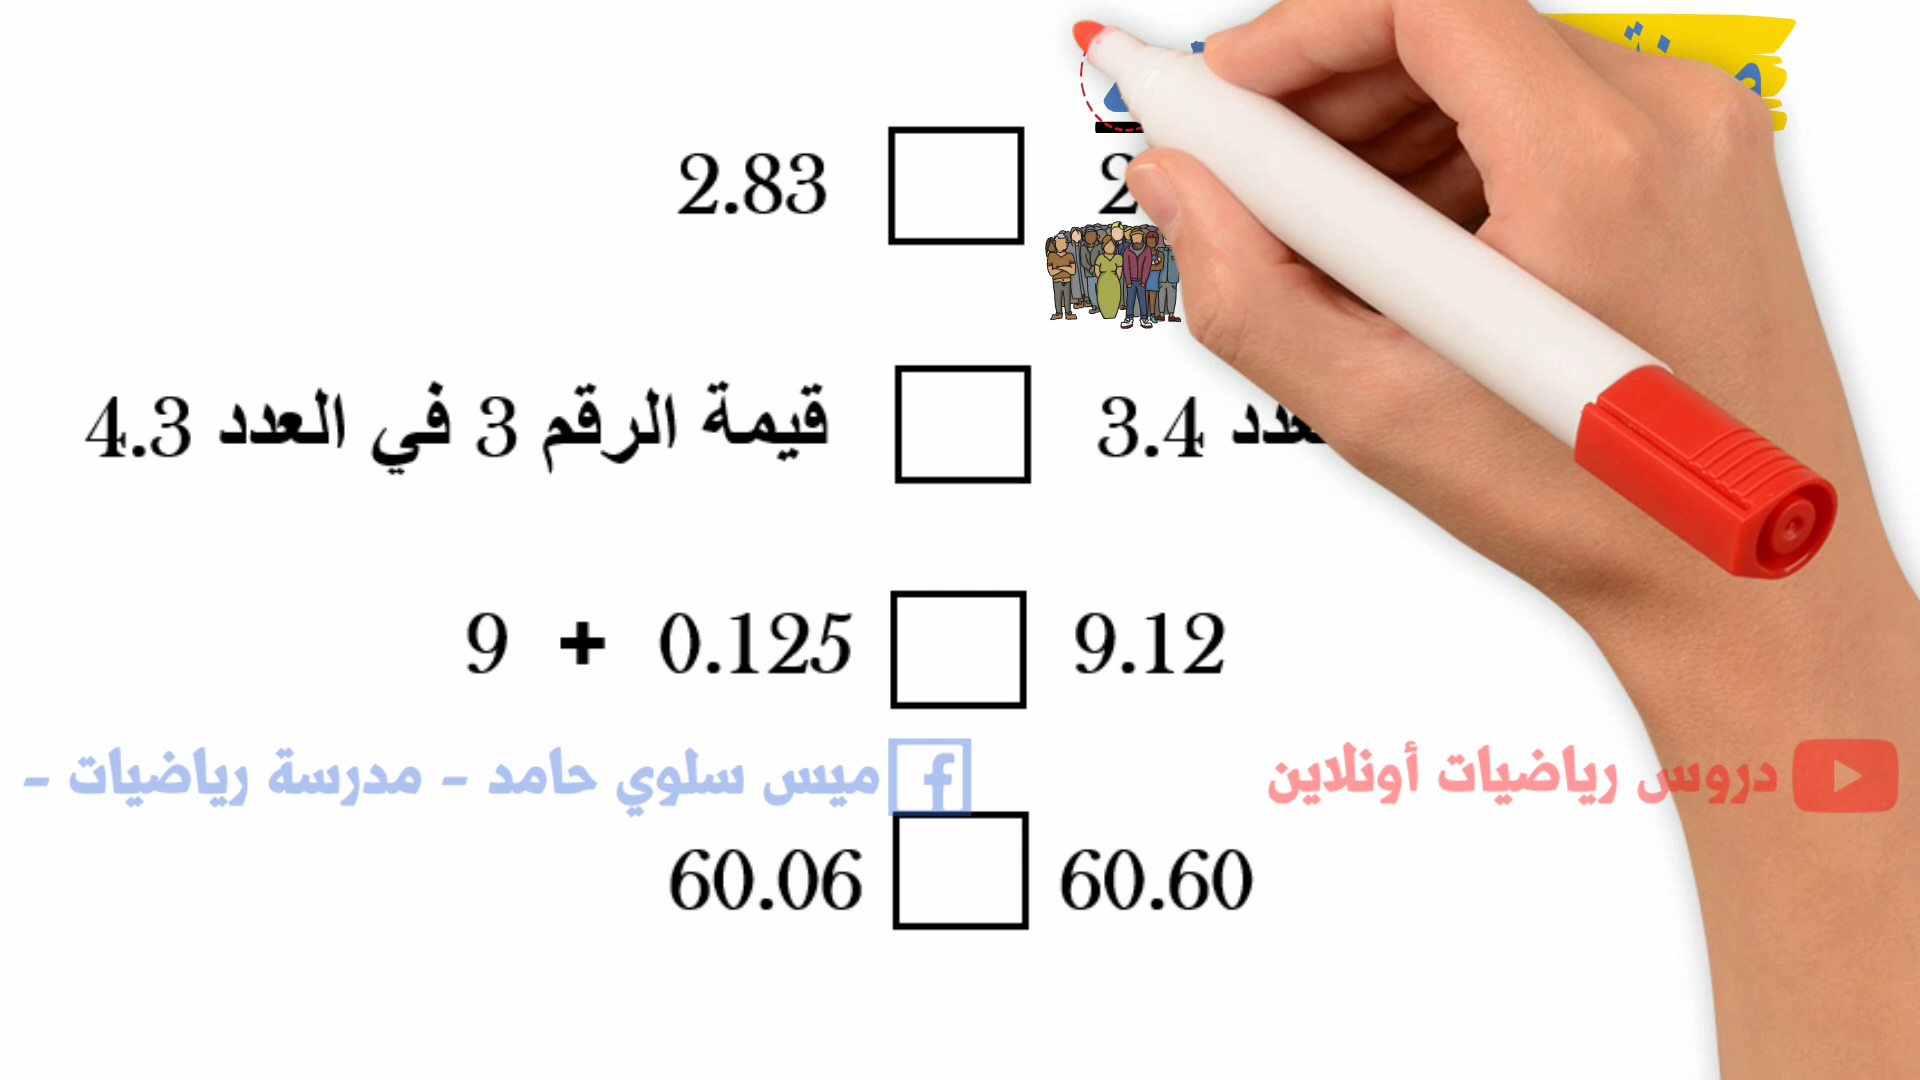 2.83
قيمة الرقم 3 في العدد 4.3 3.4
9 + 0.125 9.12
ميس سلوي حامد - مدرسة رياضيات - دروس رياضيات أونلاين
60.06 60.60